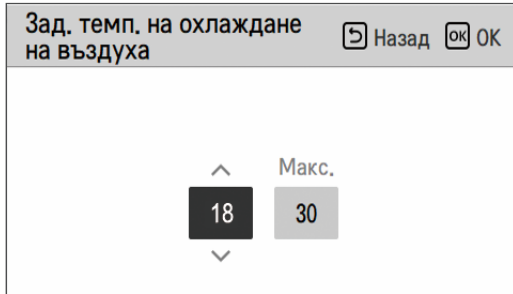 Зад. темп. на охлаждане
на въздуха
Назад OK OK
Макс.
18 30